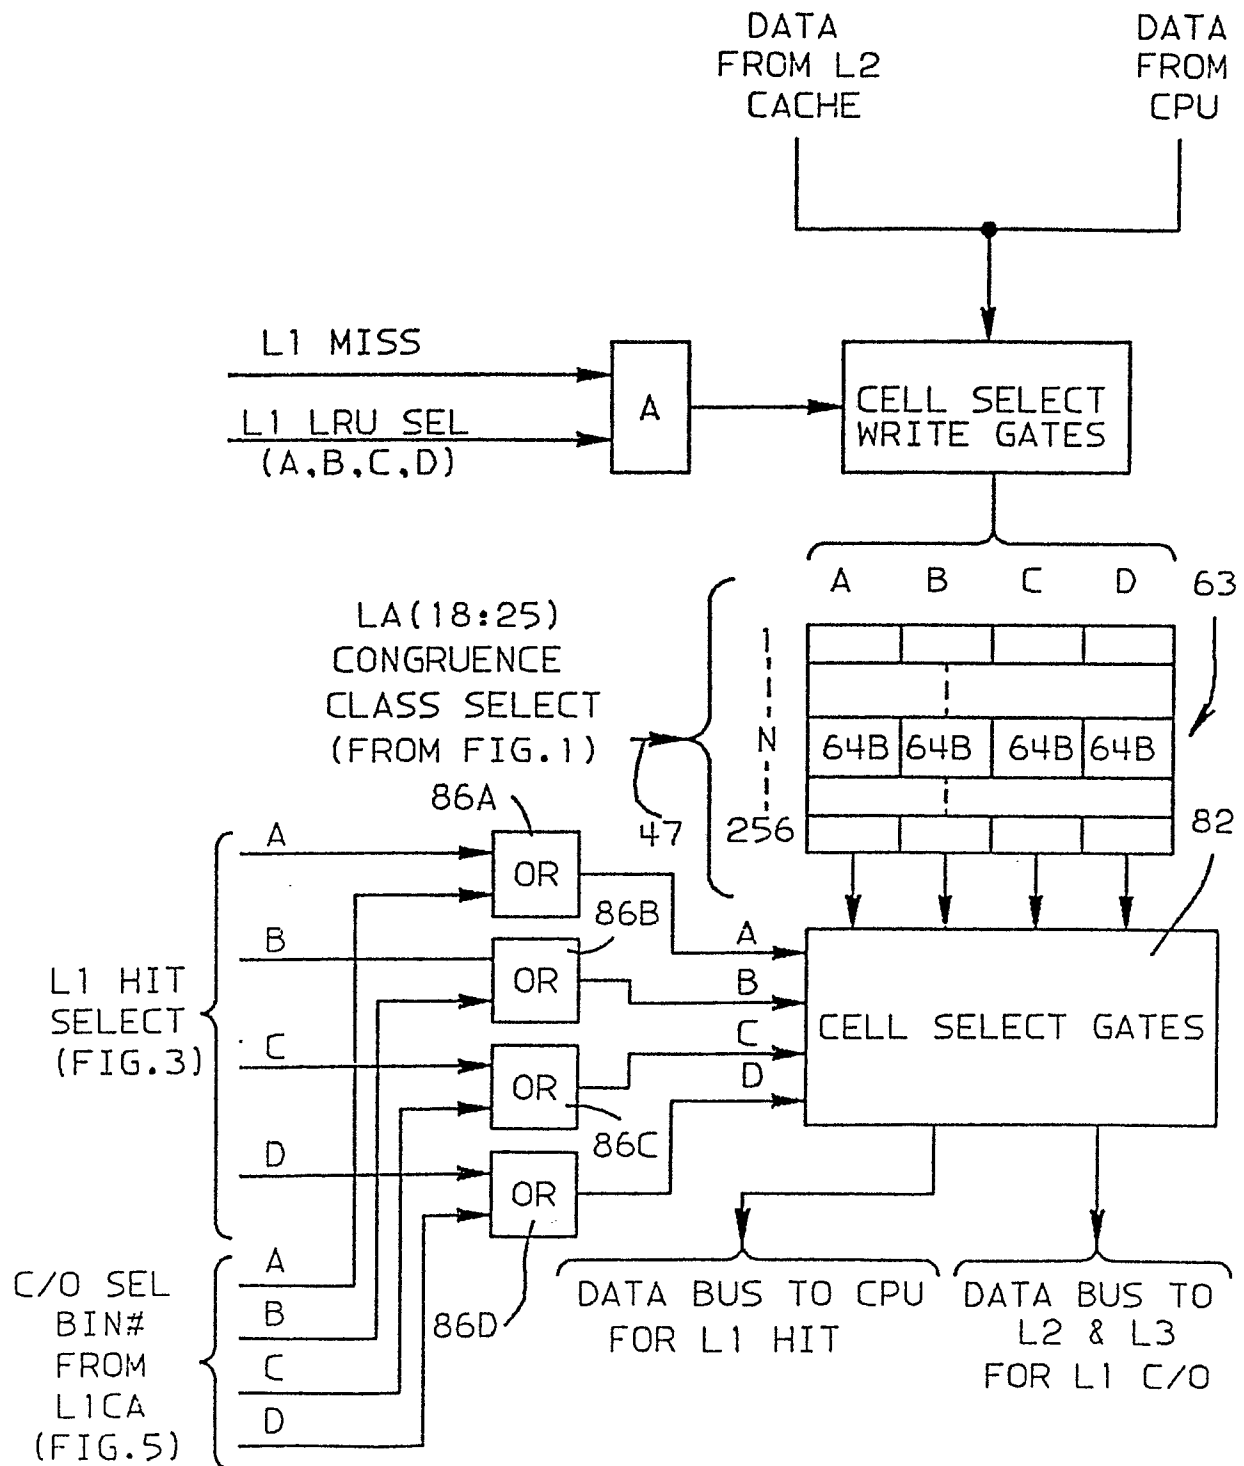 DATA
FROM L2
CACHE
DATA
FROM
CPU
L1 MISS
L1 LRU SEL
(A,B,C,D)
A
CELL SELECT
WRITE GATES
A B C D
63
LA(18:25)
CONGRUENCE
CLASS SELECT
(FROM FIG.1)
47
N
256
64B 64B 64B 64B
82
86A
A
OR
86B
B
OR
L1 HIT
SELECT
(FIG.3)
C
OR
86C
D
OR
86D
A
B
C
D
CELL SELECT GATES
C/O SEL
BIN#
FROM
L1CA
(FIG.5)
A
B
C
D
DATA BUS TO CPU
FOR L1 HIT
DATA BUS TO
L2 & L3
FOR L1 C/O